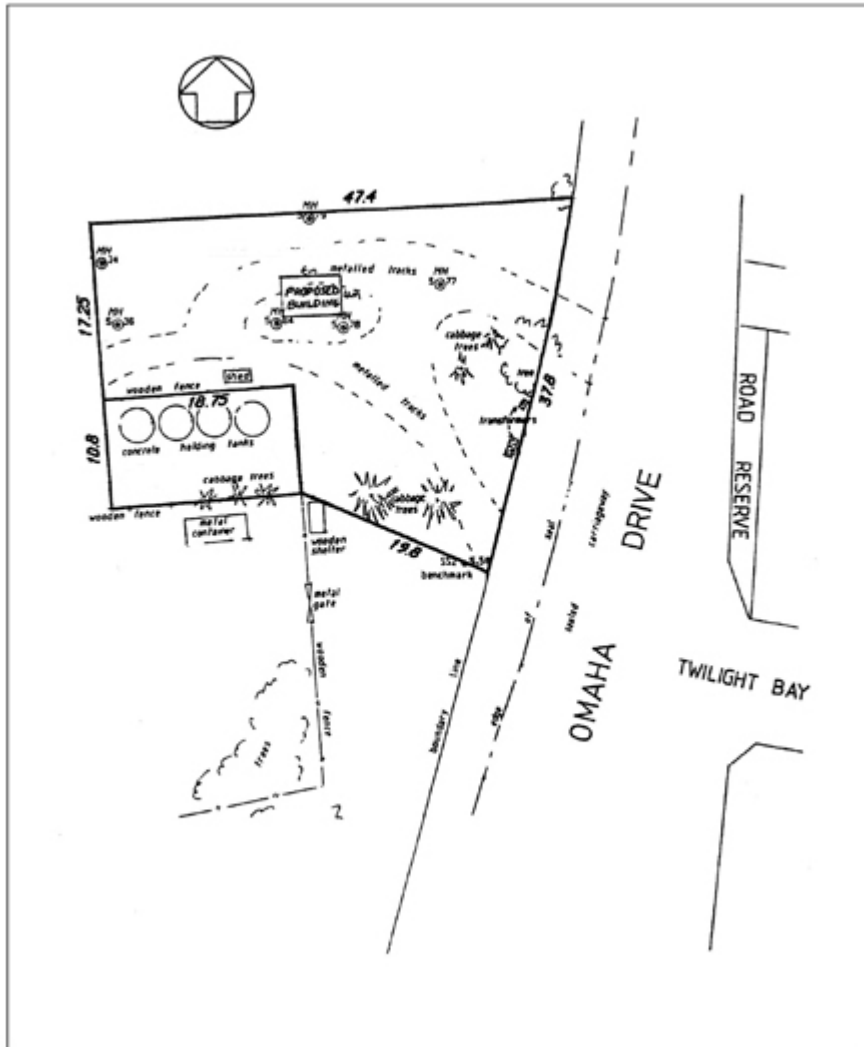 47.4
MH
MH
metalled tracks
MH
PROPOSED
BUILDING
MH
17.25
cabbage
trees
tree
37.8
shed
wooden fence
18.75
metalled tracks
transformers
10.8
concrete holding tanks
cabbage trees
cabbage
trees
wooden fence
metal
container
wooden
shelter
19.8
SS2
benchmark
metal
gate
wooden fence
trees
boundary line
edge of seal
sealed carriageway
OMAHA DRIVE
ROAD RESERVE
TWILIGHT BAY